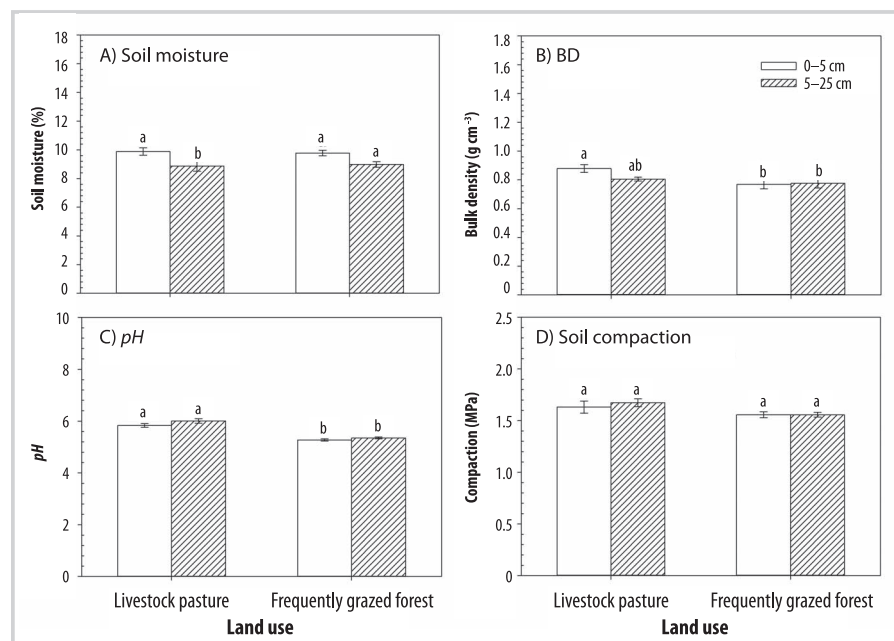 A) Soil moisture
Soil moisture (%)
18
16
14
12
10
8
6
4
2
0
a
b
a
a
B) BD
Bulk density (g cm⁻³)
1.8
1.6
1.4
1.2
1.0
0.8
0.6
0.4
0.2
0
0–5 cm
5–25 cm
a
ab
b
b
C) pH
pH
10
8
6
4
2
0
a
a
b
b
Livestock pasture
Frequently grazed forest
Land use
D) Soil compaction
Compaction (MPa)
2.5
2.0
1.5
1.0
0.5
0
a
a
a
a
Livestock pasture
Frequently grazed forest
Land use